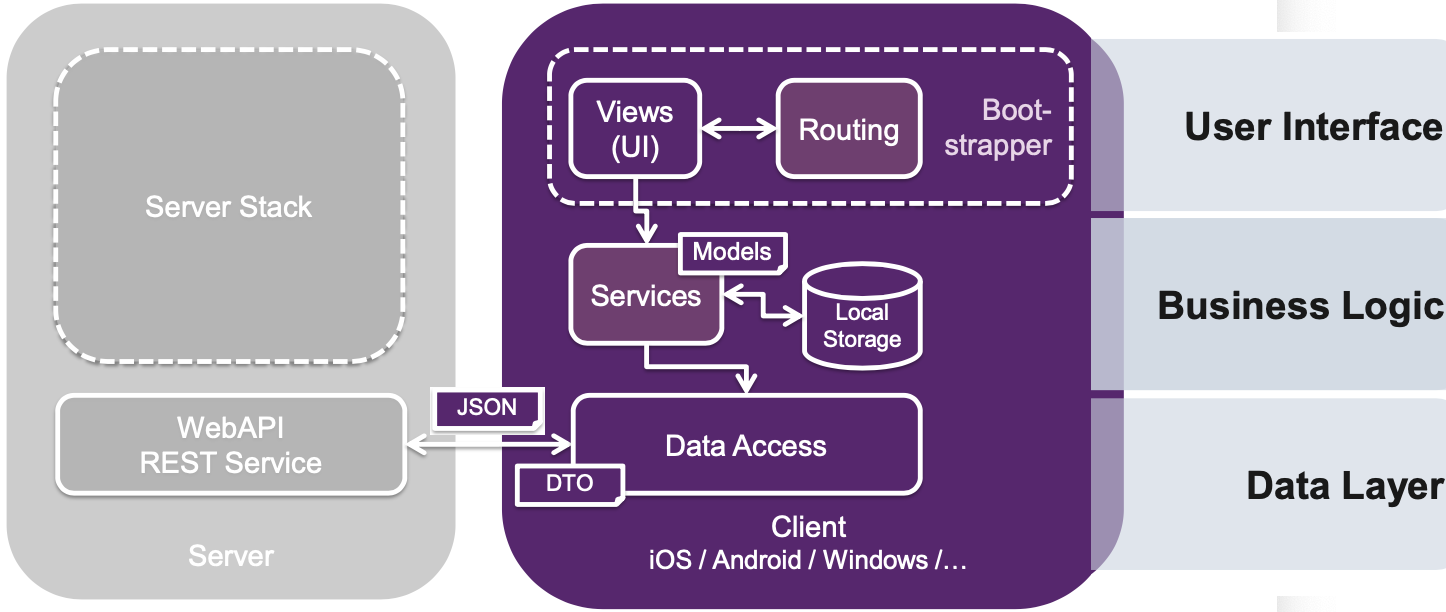 Server Stack
WebAPI
REST Service
Server
JSON
Views
(UI)
Routing
Boot-
strapper
Models
Services
Local
Storage
Data Access
DTO
Client
iOS / Android / Windows /…
User Interface
Business Logic
Data Layer